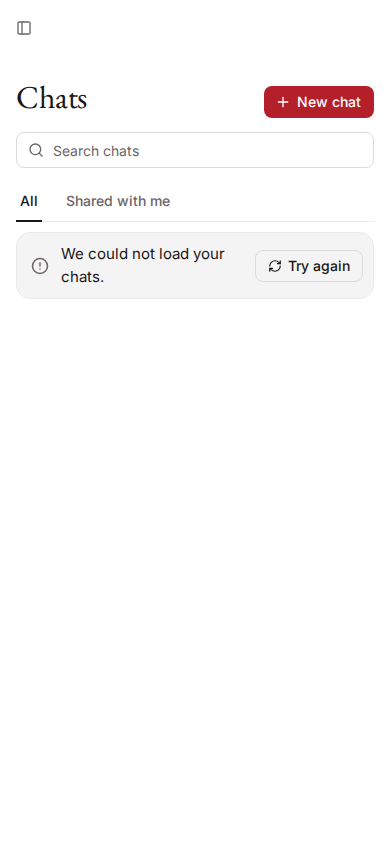 Chats
New chat
Search chats
All
Shared with me
We could not load your
chats.
Try again